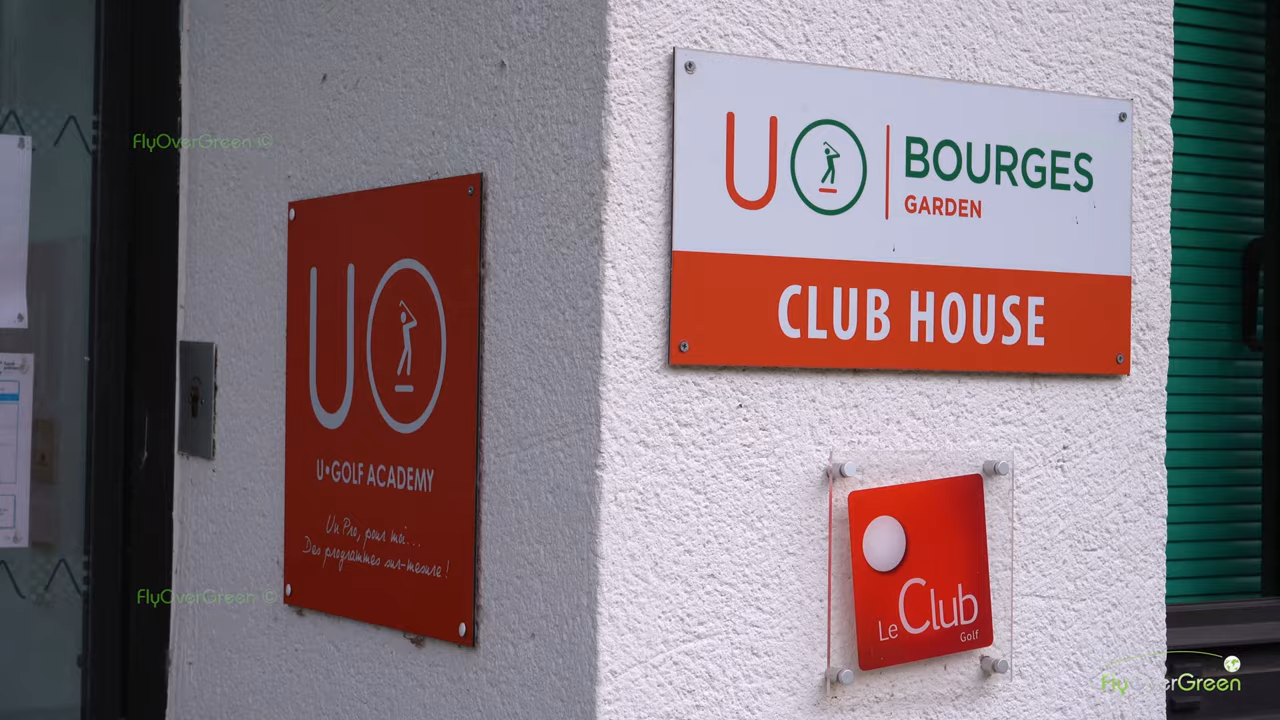 FlyOverGreen ©
U
BOURGES
GARDEN
CLUB HOUSE
U
U•GOLF ACADEMY
Un Pro, pour moi...
Des programmes sur-mesure !
Le Club
Golf
FlyOverGreen ©
FlyOverGreen